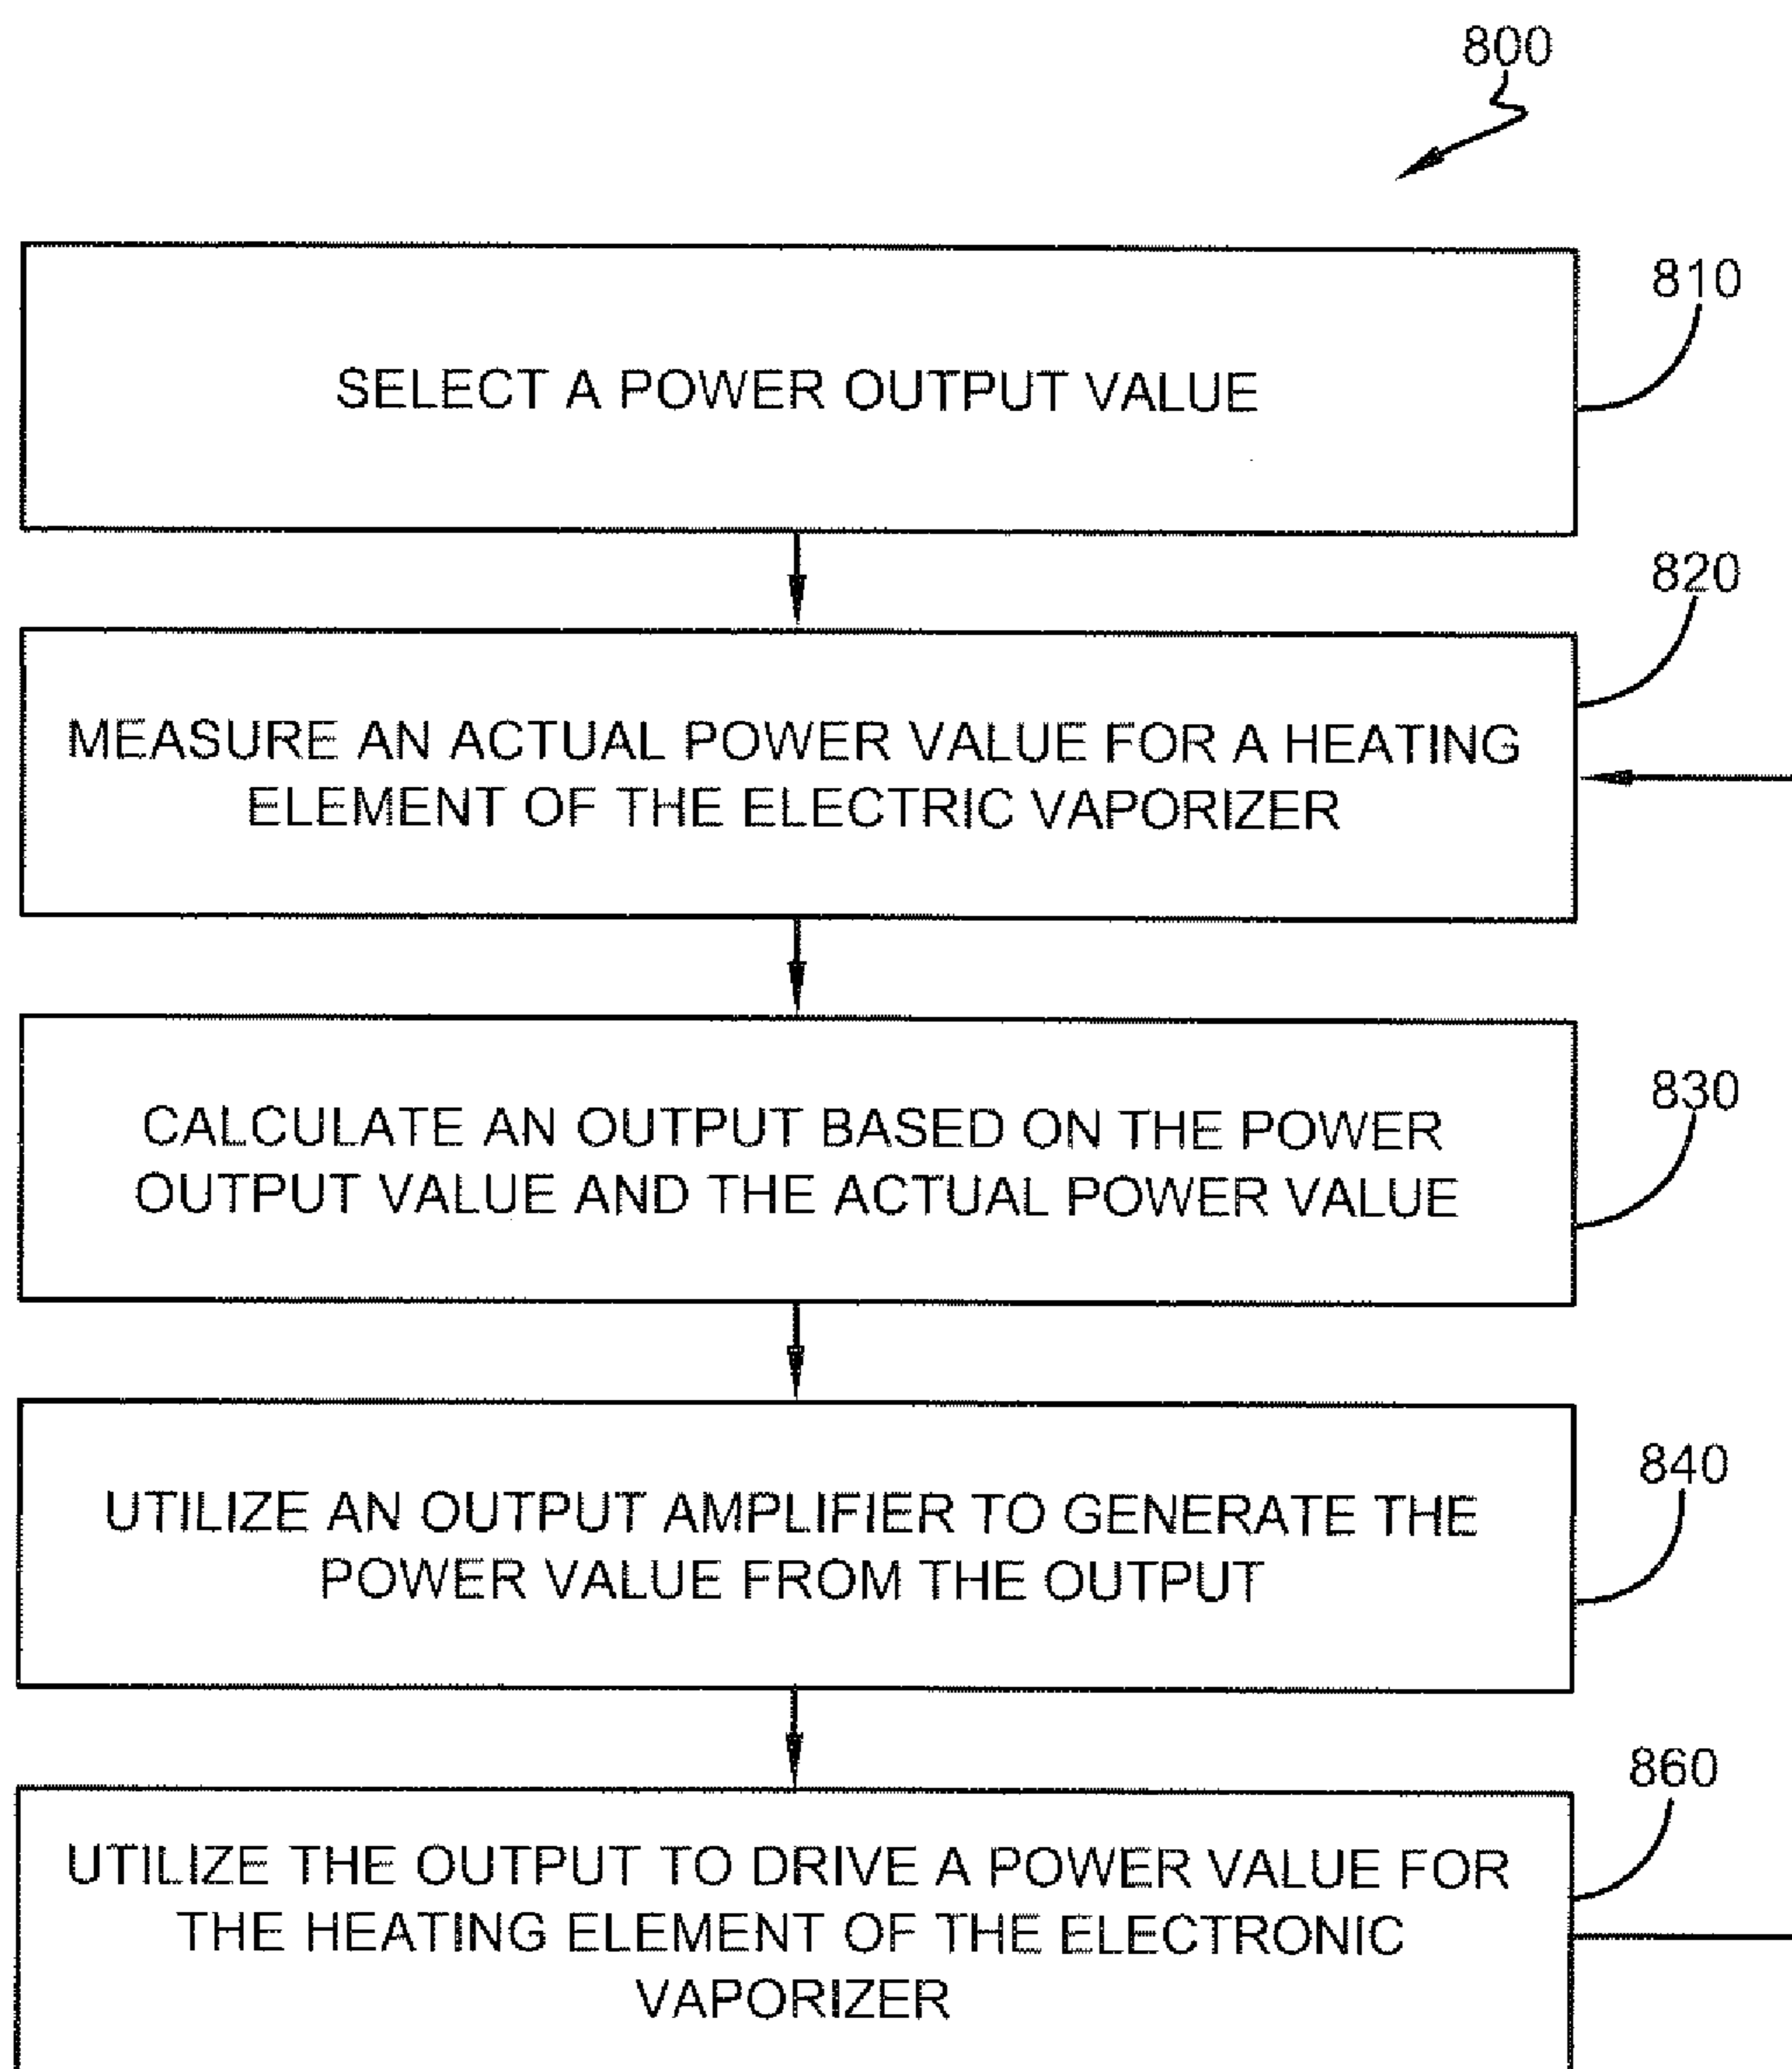 800
SELECT A POWER OUTPUT VALUE
810
MEASURE AN ACTUAL POWER VALUE FOR A HEATING
ELEMENT OF THE ELECTRIC VAPORIZER
820
CALCULATE AN OUTPUT BASED ON THE POWER
OUTPUT VALUE AND THE ACTUAL POWER VALUE
830
UTILIZE AN OUTPUT AMPLIFIER TO GENERATE THE
POWER VALUE FROM THE OUTPUT
840
UTILIZE THE OUTPUT TO DRIVE A POWER VALUE FOR
THE HEATING ELEMENT OF THE ELECTRONIC
VAPORIZER
860